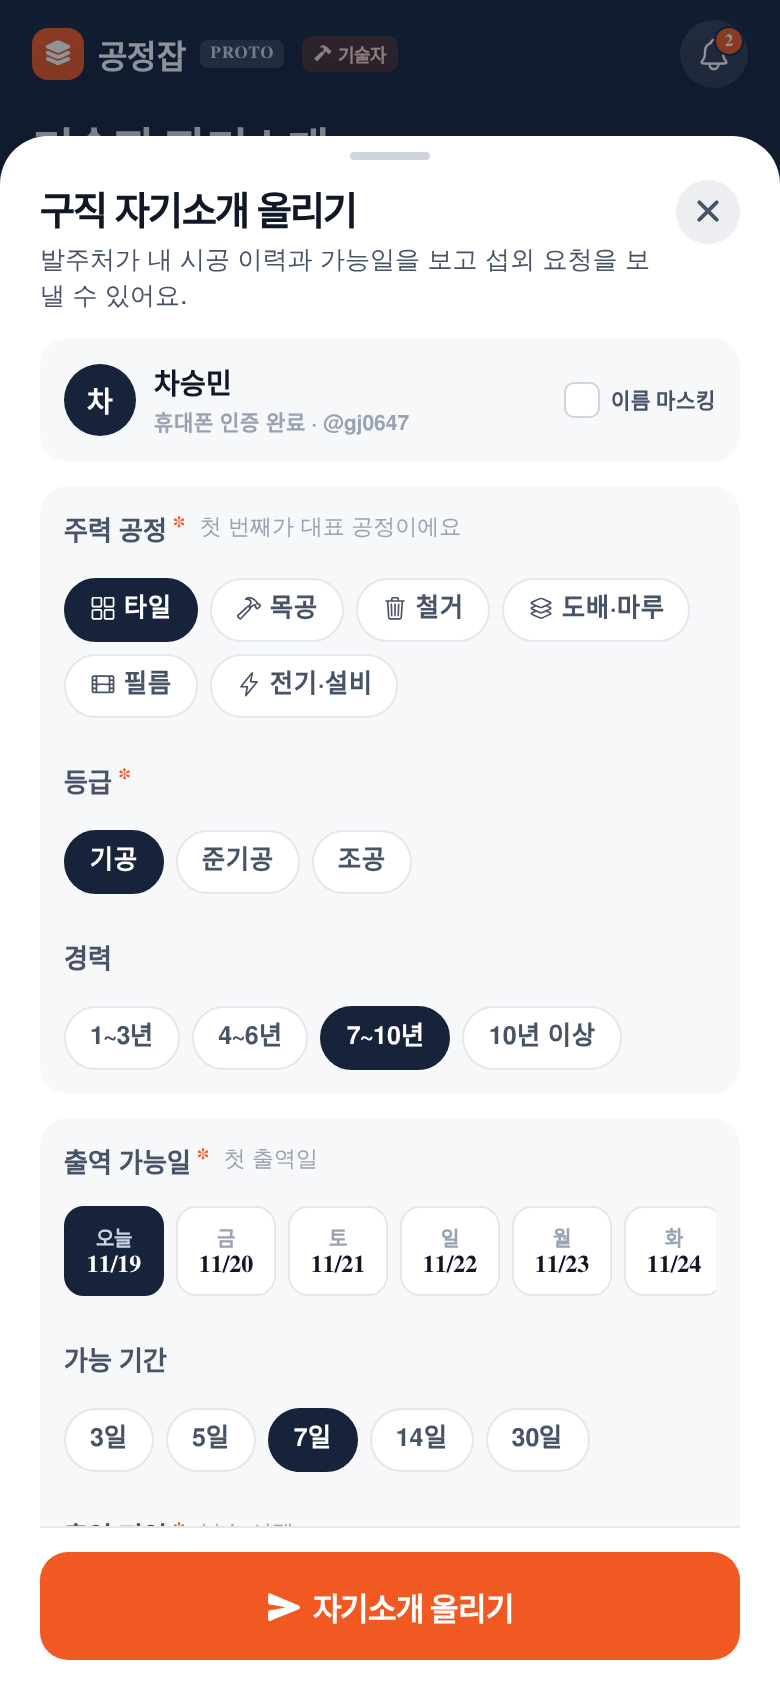 공정잡 PROTO 기술자 2
구직 자기소개 올리기
발주처가 내 시공 이력과 가능일을 보고 섭외 요청을 보
낼 수 있어요.
차 차승민
휴대폰 인증 완료 · @gj0647
이름 마스킹
주력 공정 * 첫 번째가 대표 공정이에요
타일 목공 철거 도배·마루
필름 전기·설비
등급 *
기공 준기공 조공
경력
1~3년 4~6년 7~10년 10년 이상
출역 가능일 * 첫 출역일
오늘 금 토 일 월 화
11/19 11/20 11/21 11/22 11/23 11/24
가능 기간
3일 5일 7일 14일 30일
자기소개 올리기